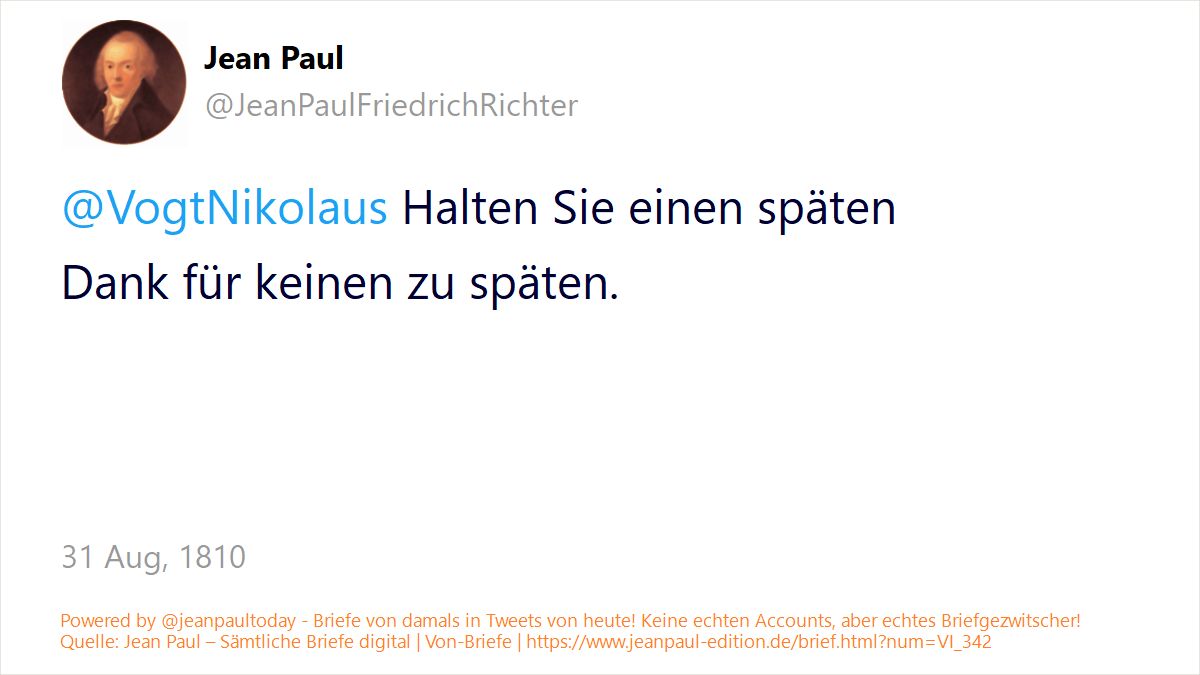 Jean Paul
@JeanPaulFriedrichRichter
@VogtNikolaus Halten Sie einen späten
Dank für keinen zu späten.
31 Aug, 1810
Powered by @jeanpaultoday - Briefe von damals in Tweets von heute! Keine echten Accounts, aber echtes Briefgezwitscher!
Quelle: Jean Paul – Sämtliche Briefe digital | Von-Briefe | https://www.jeanpaul-edition.de/brief.html?num=VI_342